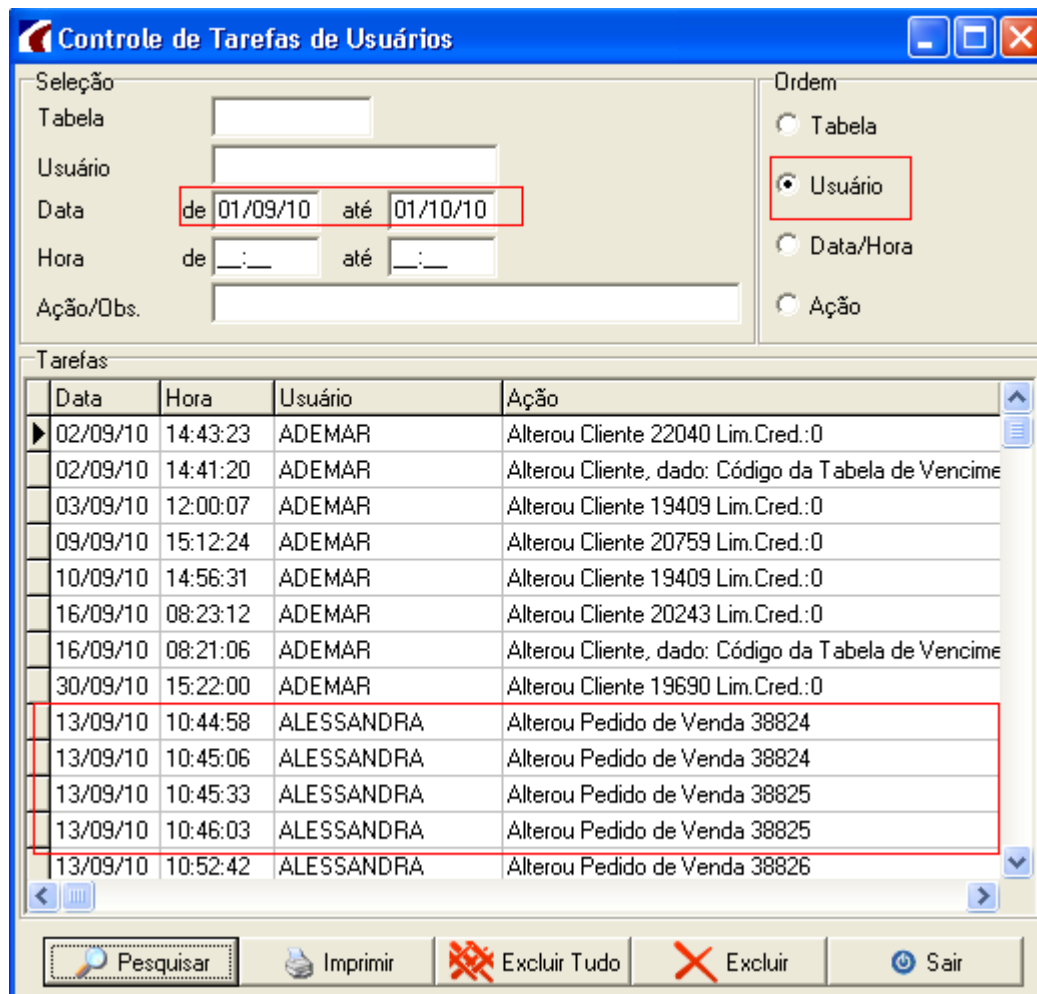 Controle de Tarefas de Usuários
Seleção
Tabela
Usuário
Data de 01/09/10 até 01/10/10
Hora de __:__ até __:__
Ação/Obs.
Ordem
Tabela
Usuário
Data/Hora
Ação
Tarefas
Data Hora Usuário Ação
02/09/10 14:43:23 ADEMAR Alterou Cliente 22040 Lim.Cred.:0
02/09/10 14:41:20 ADEMAR Alterou Cliente, dado: Código da Tabela de Vencime
03/09/10 12:00:07 ADEMAR Alterou Cliente 19409 Lim.Cred.:0
09/09/10 15:12:24 ADEMAR Alterou Cliente 20759 Lim.Cred.:0
10/09/10 14:56:31 ADEMAR Alterou Cliente 19409 Lim.Cred.:0
16/09/10 08:23:12 ADEMAR Alterou Cliente 20243 Lim.Cred.:0
16/09/10 08:21:06 ADEMAR Alterou Cliente, dado: Código da Tabela de Vencime
30/09/10 15:22:00 ADEMAR Alterou Cliente 19690 Lim.Cred.:0
13/09/10 10:44:58 ALESSANDRA Alterou Pedido de Venda 38824
13/09/10 10:45:06 ALESSANDRA Alterou Pedido de Venda 38824
13/09/10 10:45:33 ALESSANDRA Alterou Pedido de Venda 38825
13/09/10 10:46:03 ALESSANDRA Alterou Pedido de Venda 38825
13/09/10 10:52:42 ALESSANDRA Alterou Pedido de Venda 38826
Pesquisar Imprimir Excluir Tudo Excluir Sair